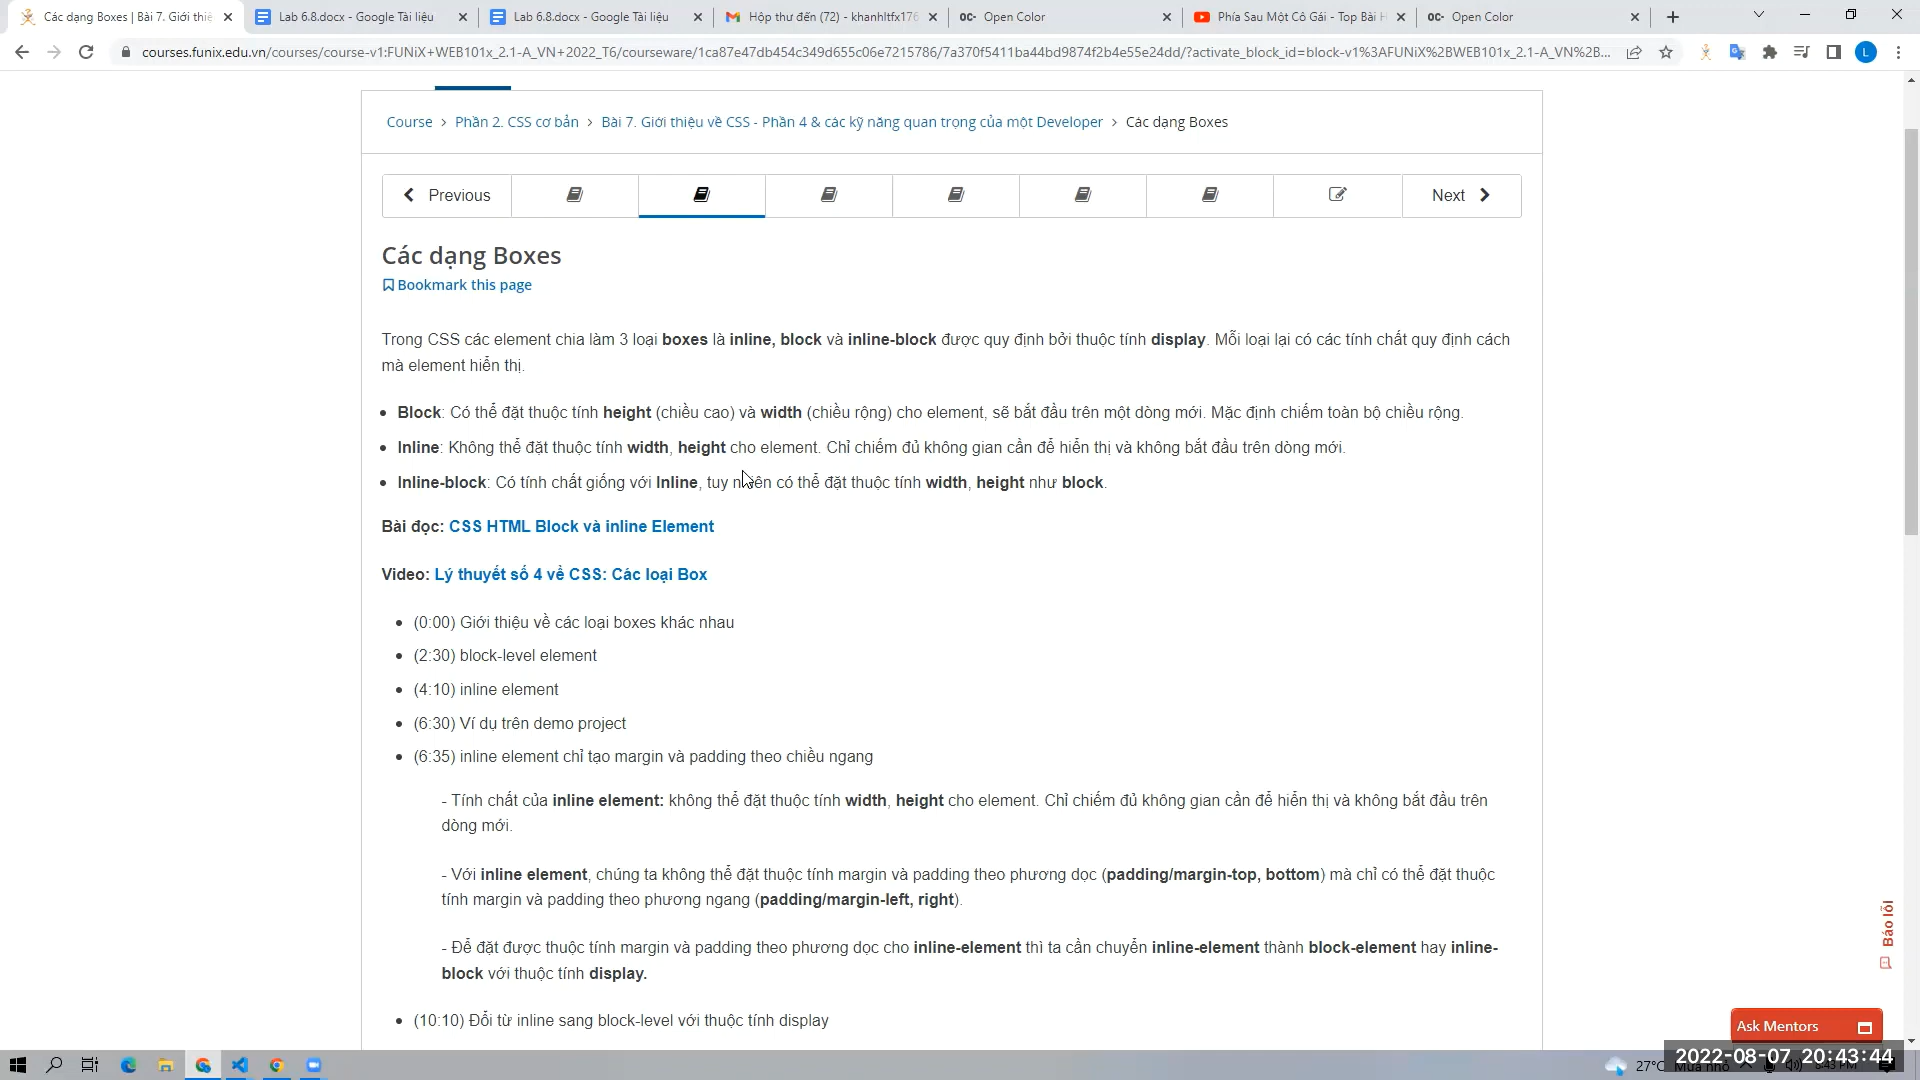 Các dạng Boxes | Bài 7. Giới thiệ
Lab 6.8.docx - Google Tài liệu
Lab 6.8.docx - Google Tài liệu
Hộp thư đến (72) - khanhltfx176
Open Color
Phía Sau Một Cô Gái - Top Bài H
Open Color
courses.funix.edu.vn/courses/course-v1:FUNiX+WEB101x_2.1-A_VN+2022_T6/courseware/1ca87e47db454c349d655c06e7215786/7a370f5411ba44bd9874f2b4e55e24dd/?activate_block_id=block-v1%3AFUNiX%2BWEB101x_2.1-A_VN%2B...
L
Course > Phần 2. CSS cơ bản > Bài 7. Giới thiệu về CSS - Phần 4 & các kỹ năng quan trọng của một Developer > Các dạng Boxes
Previous
Next
Các dạng Boxes
Bookmark this page
Trong CSS các element chia làm 3 loại boxes là inline, block và inline-block được quy định bởi thuộc tính display. Mỗi loại lại có các tính chất quy định cách
mà element hiển thị.
• Block: Có thể đặt thuộc tính height (chiều cao) và width (chiều rộng) cho element, sẽ bắt đầu trên một dòng mới. Mặc định chiếm toàn bộ chiều rộng.
• Inline: Không thể đặt thuộc tính width, height cho element. Chỉ chiếm đủ không gian cần để hiển thị và không bắt đầu trên dòng mới.
• Inline-block: Có tính chất giống với Inline, tuy nhiên có thể đặt thuộc tính width, height như block.
Bài đọc: CSS HTML Block và inline Element
Video: Lý thuyết số 4 về CSS: Các loại Box
• (0:00) Giới thiệu về các loại boxes khác nhau
• (2:30) block-level element
• (4:10) inline element
• (6:30) Ví dụ trên demo project
• (6:35) inline element chỉ tạo margin và padding theo chiều ngang
- Tính chất của inline element: không thể đặt thuộc tính width, height cho element. Chỉ chiếm đủ không gian cần để hiển thị và không bắt đầu trên
dòng mới.
- Với inline element, chúng ta không thể đặt thuộc tính margin và padding theo phương dọc (padding/margin-top, bottom) mà chỉ có thể đặt thuộc
tính margin và padding theo phương ngang (padding/margin-left, right).
- Để đặt được thuộc tính margin và padding theo phương dọc cho inline-element thì ta cần chuyển inline-element thành block-element hay inline-
block với thuộc tính display.
• (10:10) Đổi từ inline sang block-level với thuộc tính display
Báo lỗi
Ask Mentors
27°C Mưa nhỏ
8:43 PM
2022-08-07 20:43:44